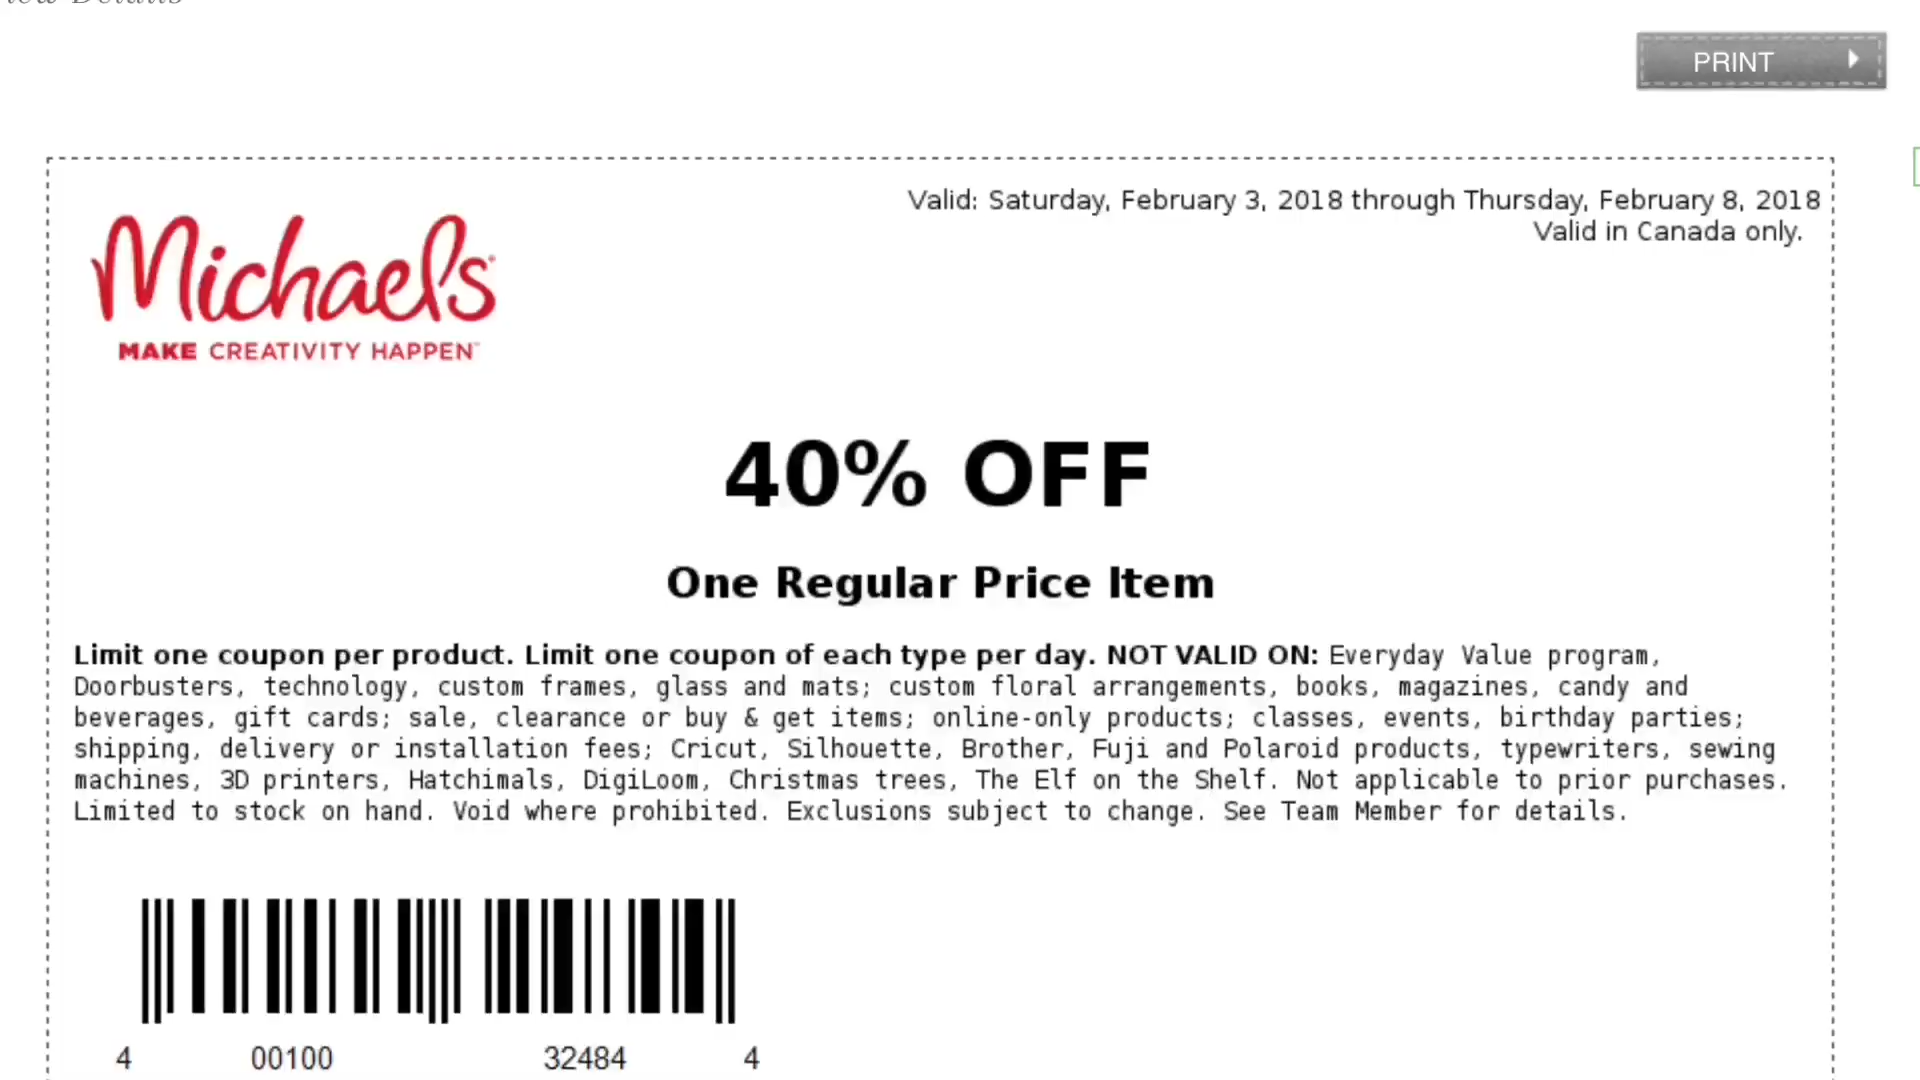 PRINT
Valid: Saturday, February 3, 2018 through Thursday, February 8, 2018
Valid in Canada only.
Michaels
MAKE CREATIVITY HAPPEN™
40% OFF
One Regular Price Item
Limit one coupon per product. Limit one coupon of each type per day. NOT VALID ON: Everyday Value program,
Doorbusters, technology, custom frames, glass and mats; custom floral arrangements, books, magazines, candy and
beverages, gift cards; sale, clearance or buy & get items; online-only products; classes, events, birthday parties;
shipping, delivery or installation fees; Cricut, Silhouette, Brother, Fuji and Polaroid products, typewriters, sewing
machines, 3D printers, Hatchimals, DigiLoom, Christmas trees, The Elf on the Shelf. Not applicable to prior purchases.
Limited to stock on hand. Void where prohibited. Exclusions subject to change. See Team Member for details.
4 00100 32484 4